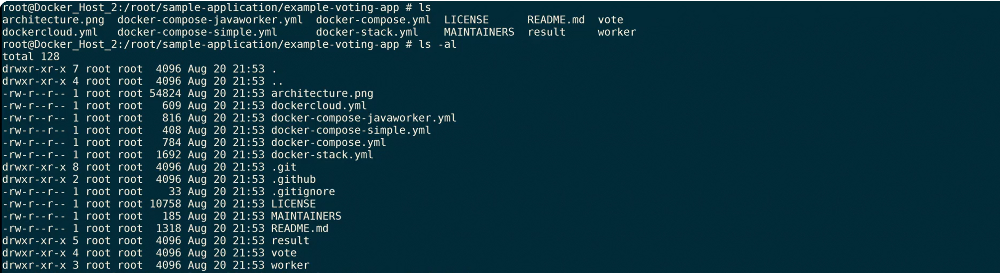 root@Docker_Host_2:/root/sample-application/example-voting-app # ls
architecture.png  docker-compose-javaworker.yml  docker-compose.yml  LICENSE      README.md  vote
dockercloud.yml   docker-compose-simple.yml      docker-stack.yml    MAINTAINERS  result     worker
root@Docker_Host_2:/root/sample-application/example-voting-app # ls -al
total 128
drwxr-xr-x 7 root root  4096 Aug 20 21:53 .
drwxr-xr-x 4 root root  4096 Aug 20 21:53 ..
-rw-r--r-- 1 root root 54824 Aug 20 21:53 architecture.png
-rw-r--r-- 1 root root   609 Aug 20 21:53 dockercloud.yml
-rw-r--r-- 1 root root   816 Aug 20 21:53 docker-compose-javaworker.yml
-rw-r--r-- 1 root root   408 Aug 20 21:53 docker-compose-simple.yml
-rw-r--r-- 1 root root   784 Aug 20 21:53 docker-compose.yml
-rw-r--r-- 1 root root  1692 Aug 20 21:53 docker-stack.yml
drwxr-xr-x 8 root root  4096 Aug 20 21:53 .git
drwxr-xr-x 2 root root  4096 Aug 20 21:53 .github
-rw-r--r-- 1 root root    33 Aug 20 21:53 .gitignore
-rw-r--r-- 1 root root 10758 Aug 20 21:53 LICENSE
-rw-r--r-- 1 root root   185 Aug 20 21:53 MAINTAINERS
-rw-r--r-- 1 root root  1318 Aug 20 21:53 README.md
drwxr-xr-x 5 root root  4096 Aug 20 21:53 result
drwxr-xr-x 4 root root  4096 Aug 20 21:53 vote
drwxr-xr-x 3 root root  4096 Aug 20 21:53 worker